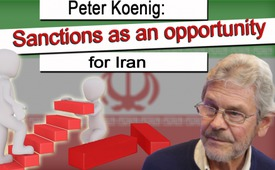 Peter Koenig:
Sanctions as an opportunity
for Iran